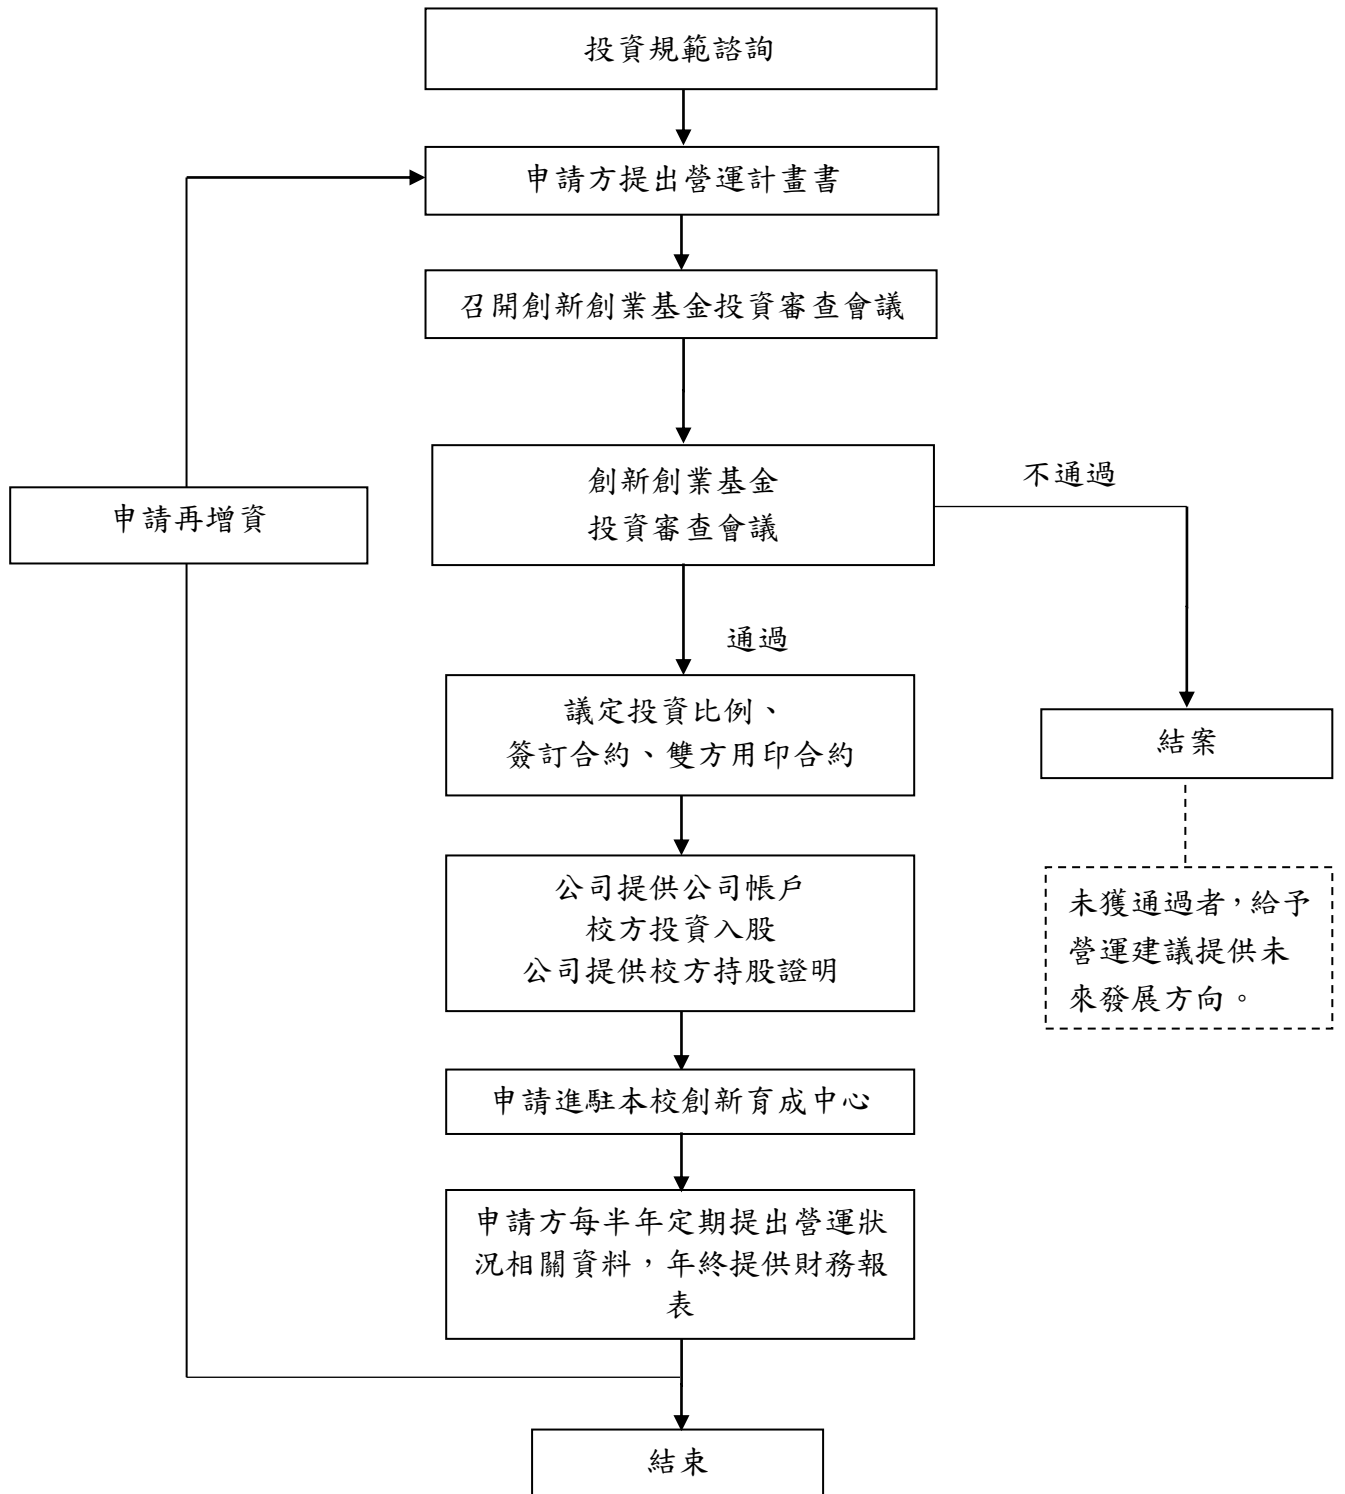 投資規範諮詢
申請方提出營運計畫書
召開創新創業基金投資審查會議
創新創業基金
投資審查會議
不通過
申請再增資
通過
議定投資比例、
簽訂合約、雙方用印合約
結案
公司提供公司帳戶
校方投資入股
公司提供校方持股證明
未獲通過者，給予
營運建議提供未
來發展方向。
申請進駐本校創新育成中心
申請方每半年定期提出營運狀
況相關資料，年終提供財務報
表
結束